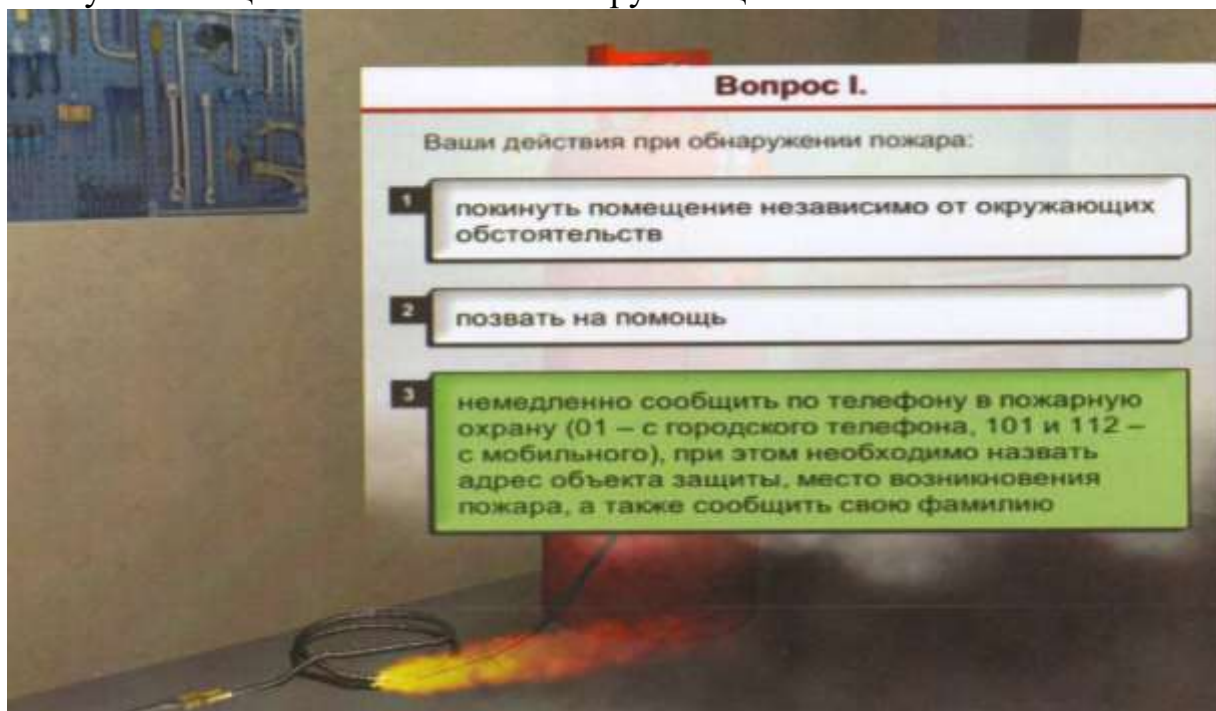 Вопрос I.
Ваши действия при обнаружении пожара:
1
покинуть помещение независимо от окружающих
обстоятельств
2
позвать на помощь
3
немедленно сообщить по телефону в пожарную
охрану (01 – с городского телефона, 101 и 112 –
с мобильного), при этом необходимо назвать
адрес объекта защиты, место возникновения
пожара, а также сообщить свою фамилию